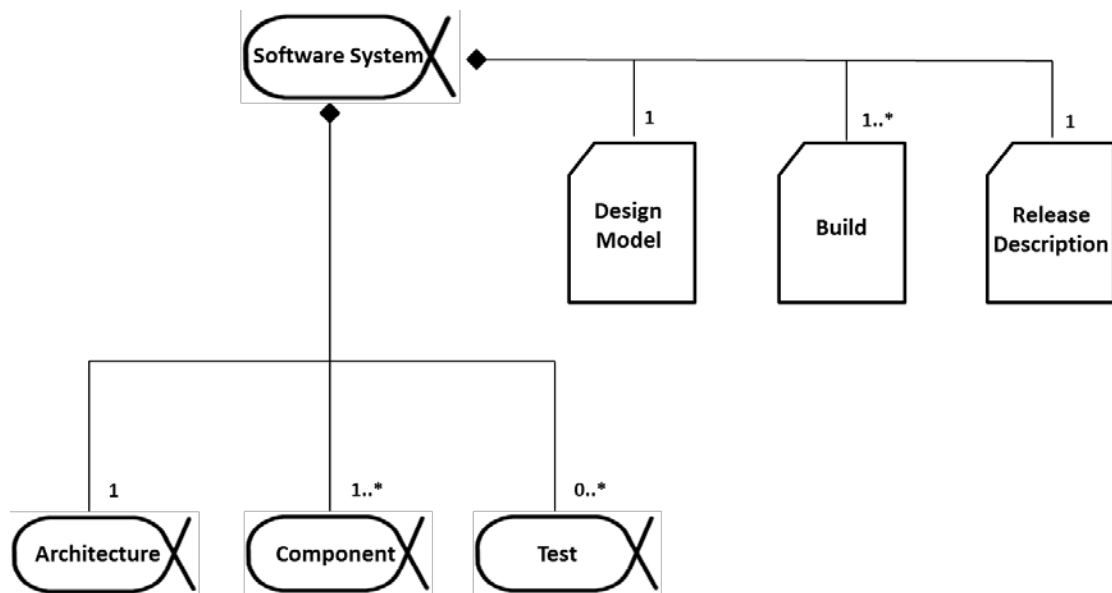 Software System
1
1..*
1
Design
Model
Build
Release
Description
1
1..*
0..*
Architecture
Component
Test